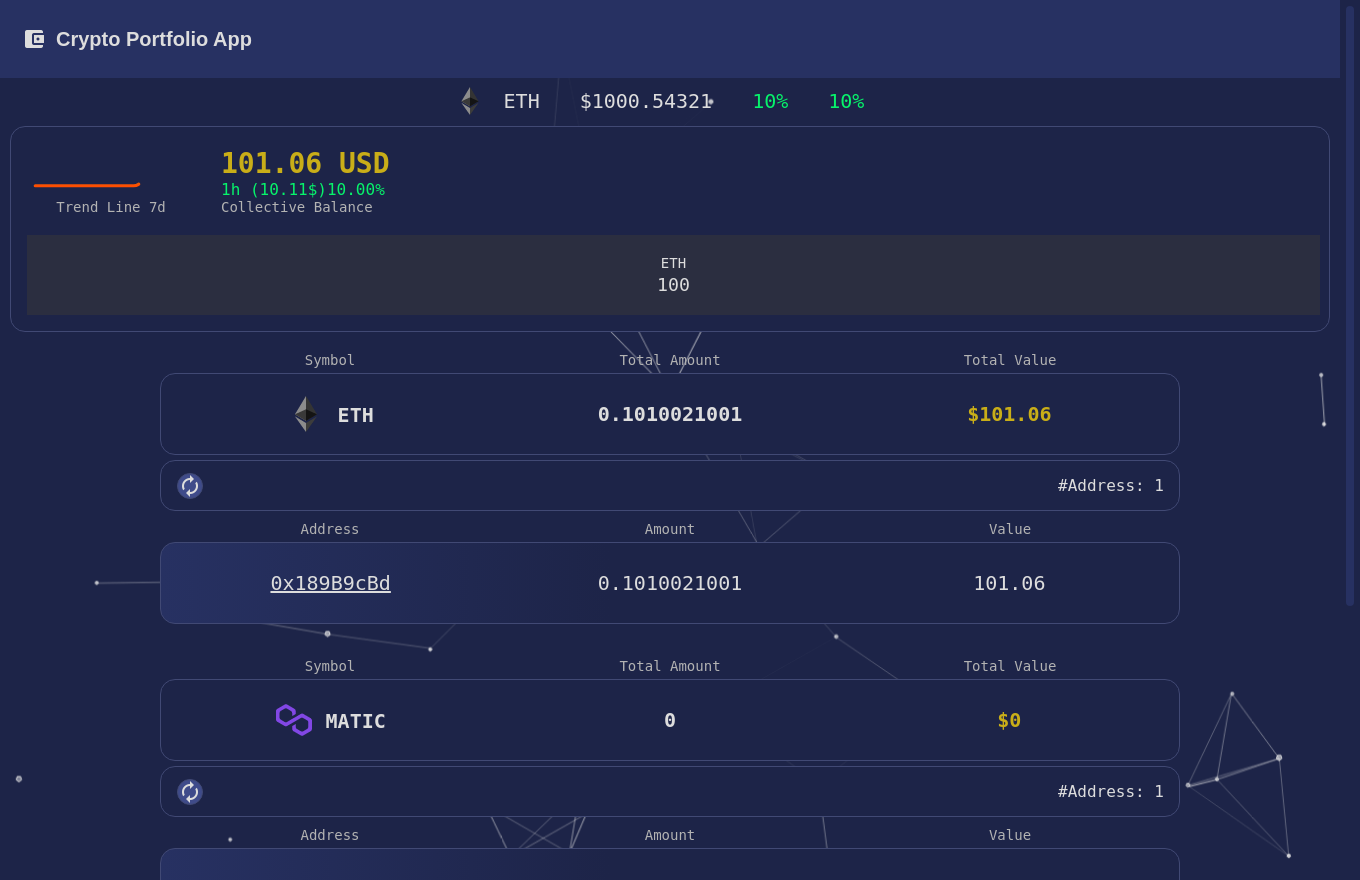 Crypto Portfolio App
ETH $1000.54321 10% 10%
101.06 USD
1h (10.11$)10.00%
Trend Line 7d Collective Balance
ETH
100
Symbol Total Amount Total Value
ETH 0.1010021001 $101.06
#Address: 1
Address Amount Value
0x189B9cBd 0.1010021001 101.06
Symbol Total Amount Total Value
MATIC 0 $0
#Address: 1
Address Amount Value